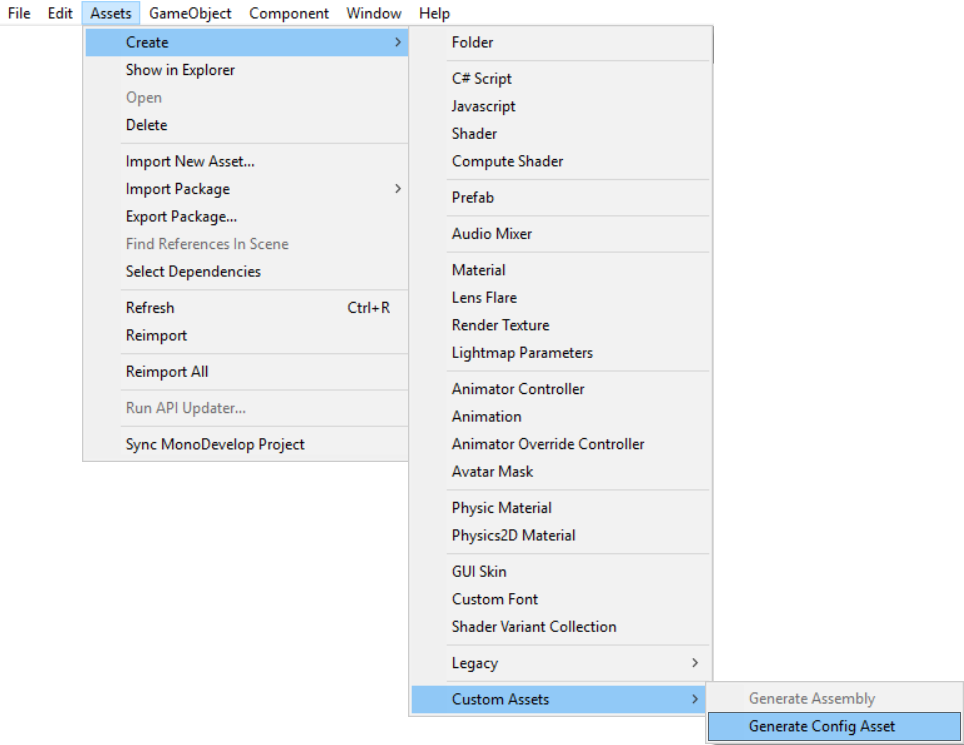 File Edit Assets GameObject Component Window Help
Create
Show in Explorer
Open
Delete
Import New Asset...
Import Package
Export Package...
Find References In Scene
Select Dependencies
Refresh Ctrl+R
Reimport
Reimport All
Run API Updater...
Sync MonoDevelop Project
Folder
C# Script
Javascript
Shader
Compute Shader
Prefab
Audio Mixer
Material
Lens Flare
Render Texture
Lightmap Parameters
Animator Controller
Animation
Animator Override Controller
Avatar Mask
Physic Material
Physics2D Material
GUI Skin
Custom Font
Shader Variant Collection
Legacy
Custom Assets
Generate Assembly
Generate Config Asset